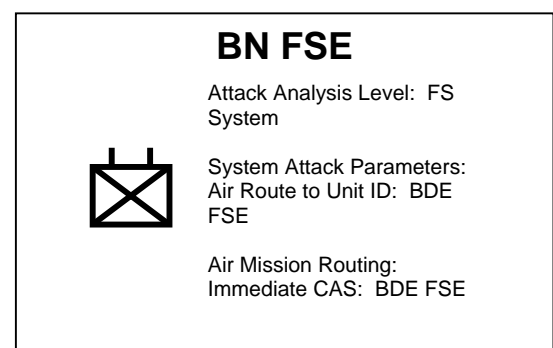 BN FSE
Attack Analysis Level:  FS
System
System Attack Parameters:
Air Route to Unit ID:  BDE
FSE
Air Mission Routing:
Immediate CAS:  BDE FSE